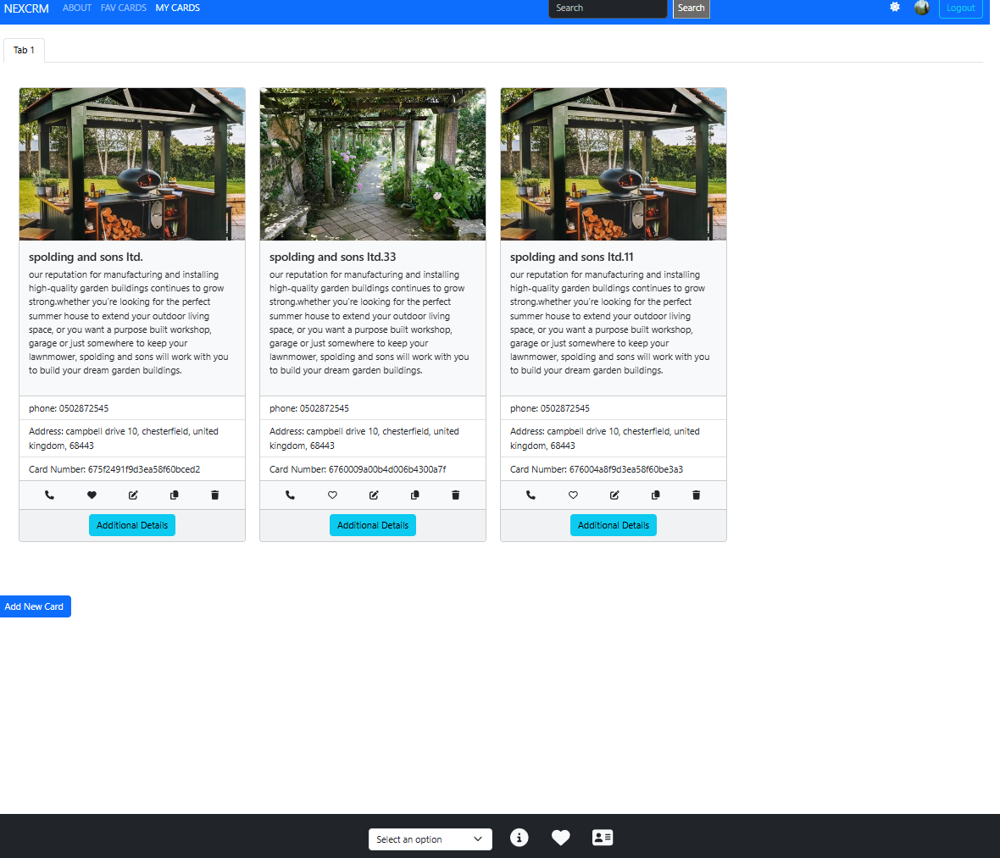 NEXCRM ABOUT FAV CARDS MY CARDS Search Search Logout
Tab 1
spolding and sons ltd.
our reputation for manufacturing and installing
high-quality garden buildings continues to grow
strong.whether you're looking for the perfect
summer house to extend your outdoor living
space, or you want a purpose built workshop,
garage or just somewhere to keep your
lawnmower, spolding and sons will work with you
to build your dream garden buildings.
phone: 0502872545
Address: campbell drive 10, chesterfield, united
kingdom, 68443
Card Number: 675f2491f9d3ea58f60bced2
Additional Details
spolding and sons ltd.33
our reputation for manufacturing and installing
high-quality garden buildings continues to grow
strong.whether you're looking for the perfect
summer house to extend your outdoor living
space, or you want a purpose built workshop,
garage or just somewhere to keep your
lawnmower, spolding and sons will work with you
to build your dream garden buildings.
phone: 0502872545
Address: campbell drive 10, chesterfield, united
kingdom, 68443
Card Number: 6760009a00b4d006b4300a7f
Additional Details
spolding and sons ltd.11
our reputation for manufacturing and installing
high-quality garden buildings continues to grow
strong.whether you're looking for the perfect
summer house to extend your outdoor living
space, or you want a purpose built workshop,
garage or just somewhere to keep your
lawnmower, spolding and sons will work with you
to build your dream garden buildings.
phone: 0502872545
Address: campbell drive 10, chesterfield, united
kingdom, 68443
Card Number: 676004a8f9d3ea58f60be3a3
Additional Details
Add New Card
Select an option